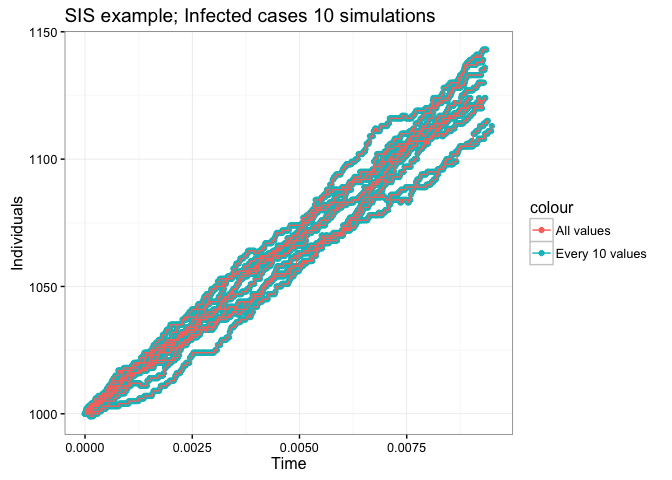 SIS example; Infected cases 10 simulations
1150
1100
1050
1000
Individuals
0.0000 0.0025 0.0050 0.0075
Time
colour
All values
Every 10 values